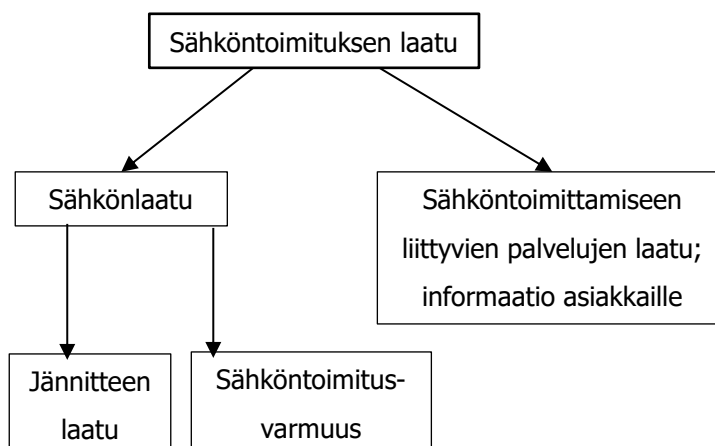 Sähköntoimituksen laatu
Sähkönlaatu
Sähköntoimittamiseen
liittyvien palvelujen laatu;
informaatio asiakkaille
Jännitteen
laatu
Sähköntoimitus-
varmuus